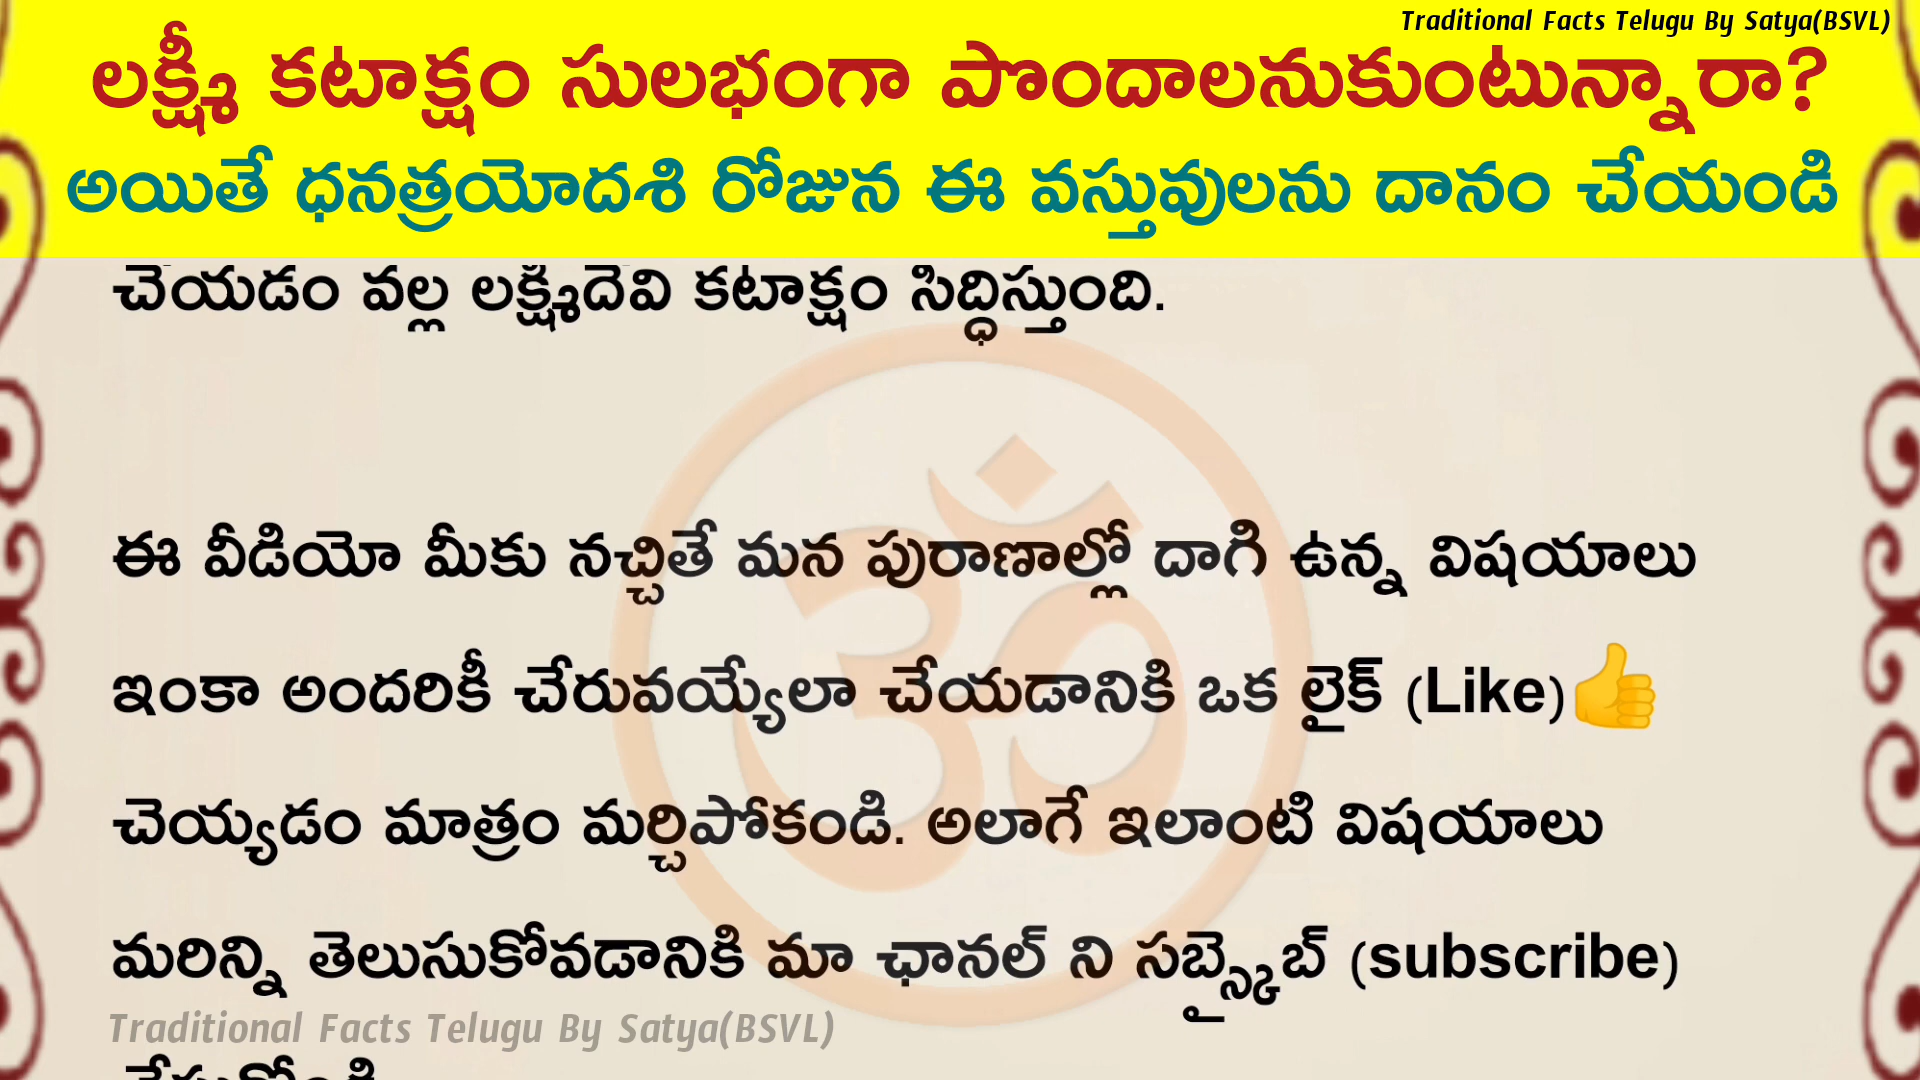 Traditional Facts Telugu By Satya(BSVL)
లక్ష్మీ కటాక్షం సులభంగా పొందాలనుకుంటున్నారా?
అయితే ధనత్రయోదశి రోజున ఈ వస్తువులను దానం చేయండి
చేయడం వల్ల లక్ష్మీదేవి కటాక్షం సిద్ధిస్తుంది.
ఈ వీడియో మీకు నచ్చితే మన పురాణాల్లో దాగి ఉన్న విషయాలు
ఇంకా అందరికీ చేరువయ్యేలా చేయడానికి ఒక లైక్ (Like)👍
చెయ్యడం మాత్రం మర్చిపోకండి. అలాగే ఇలాంటి విషయాలు
మరిన్ని తెలుసుకోవడానికి మా ఛానల్ ని సబ్స్క్రైబ్ (subscribe)
Traditional Facts Telugu By Satya(BSVL)